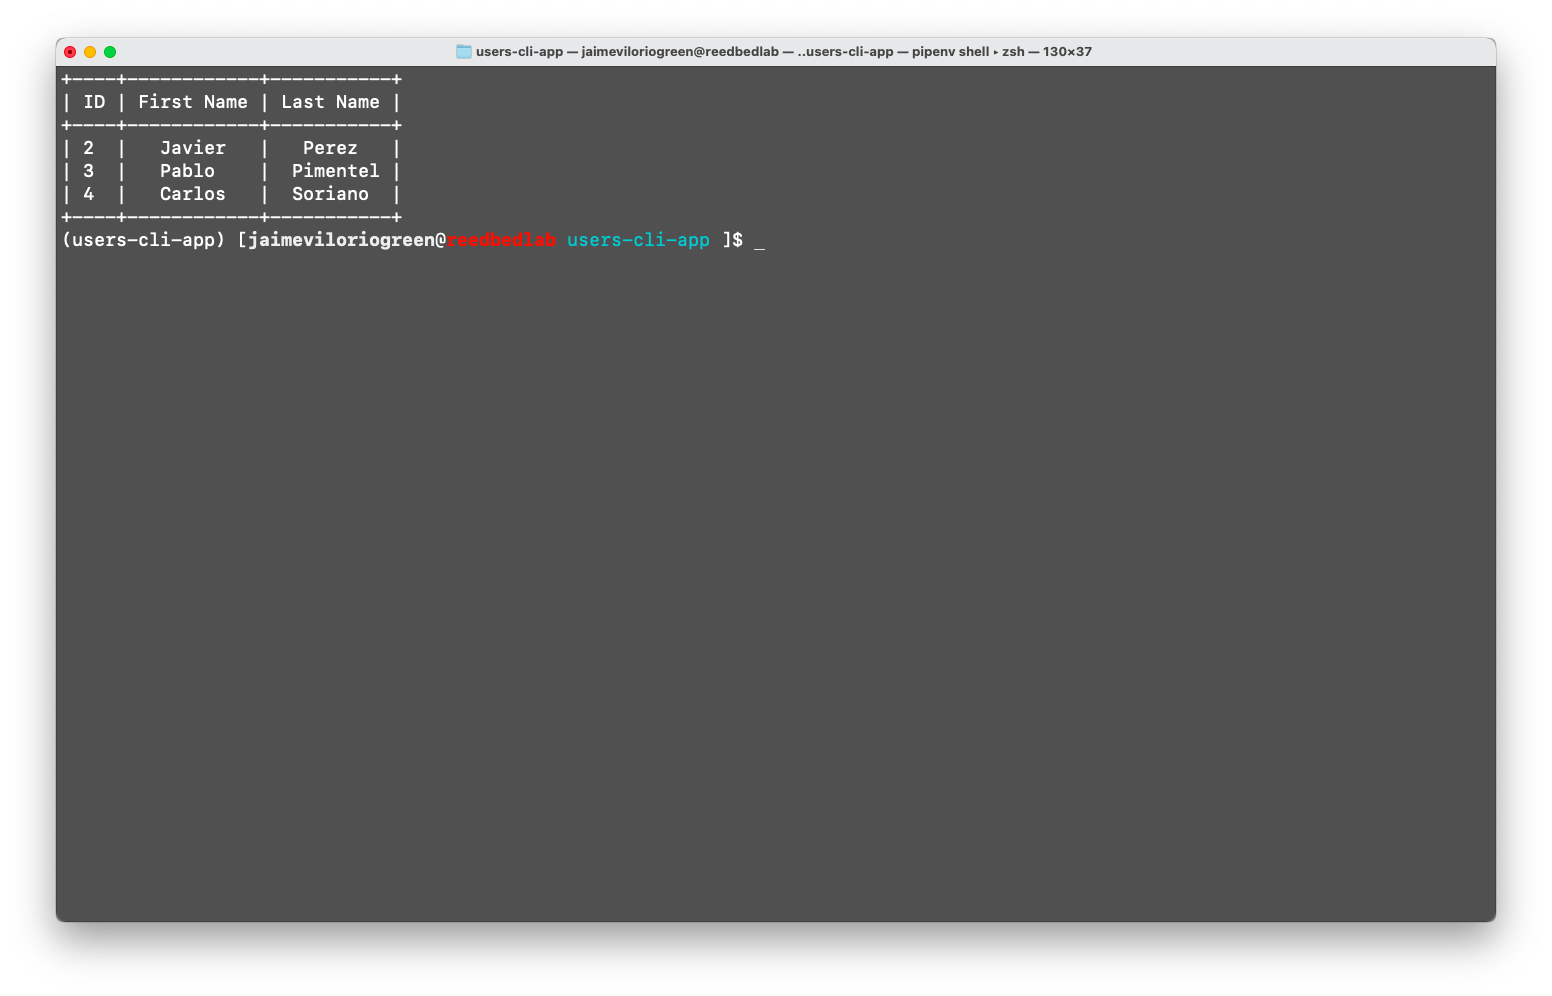 users-cli-app — jaimeviloriogreen@reedbedlab — ..users-cli-app — pipenv shell ▸ zsh — 130×37
+----+------------+-----------+
| ID | First Name | Last Name |
+----+------------+-----------+
| 2  |   Javier   |   Perez   |
| 3  |   Pablo    |  Pimentel |
| 4  |   Carlos   |  Soriano  |
+----+------------+-----------+
(users-cli-app) [jaimeviloriogreen@reedbedlab users-cli-app ]$ _